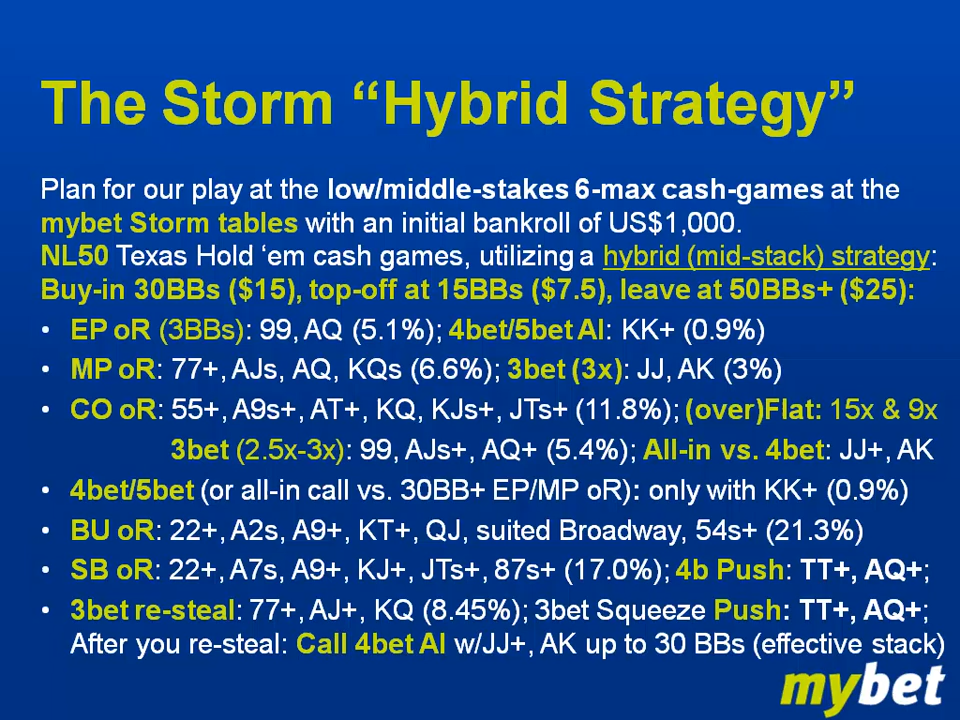 The Storm “Hybrid Strategy”
Plan for our play at the low/middle-stakes 6-max cash-games at the
mybet Storm tables with an initial bankroll of US$1,000.
NL50 Texas Hold ‘em cash games, utilizing a hybrid (mid-stack) strategy:
Buy-in 30BBs ($15), top-off at 15BBs ($7.5), leave at 50BBs+ ($25):
• EP oR (3BBs): 99, AQ (5.1%); 4bet/5bet AI: KK+ (0.9%)
• MP oR: 77+, AJs, AQ, KQs (6.6%); 3bet (3x): JJ, AK (3%)
• CO oR: 55+, A9s+, AT+, KQ, KJs+, JTs+ (11.8%); (over)Flat: 15x & 9x
3bet (2.5x-3x): 99, AJs+, AQ+ (5.4%); All-in vs. 4bet: JJ+, AK
• 4bet/5bet (or all-in call vs. 30BB+ EP/MP oR): only with KK+ (0.9%)
• BU oR: 22+, A2s, A9+, KT+, QJ, suited Broadway, 54s+ (21.3%)
• SB oR: 22+, A7s, A9+, KJ+, JTs+, 87s+ (17.0%); 4b Push: TT+, AQ+;
• 3bet re-steal: 77+, AJ+, KQ (8.45%); 3bet Squeeze Push: TT+, AQ+;
After you re-steal: Call 4bet AI w/JJ+, AK up to 30 BBs (effective stack)
mybet